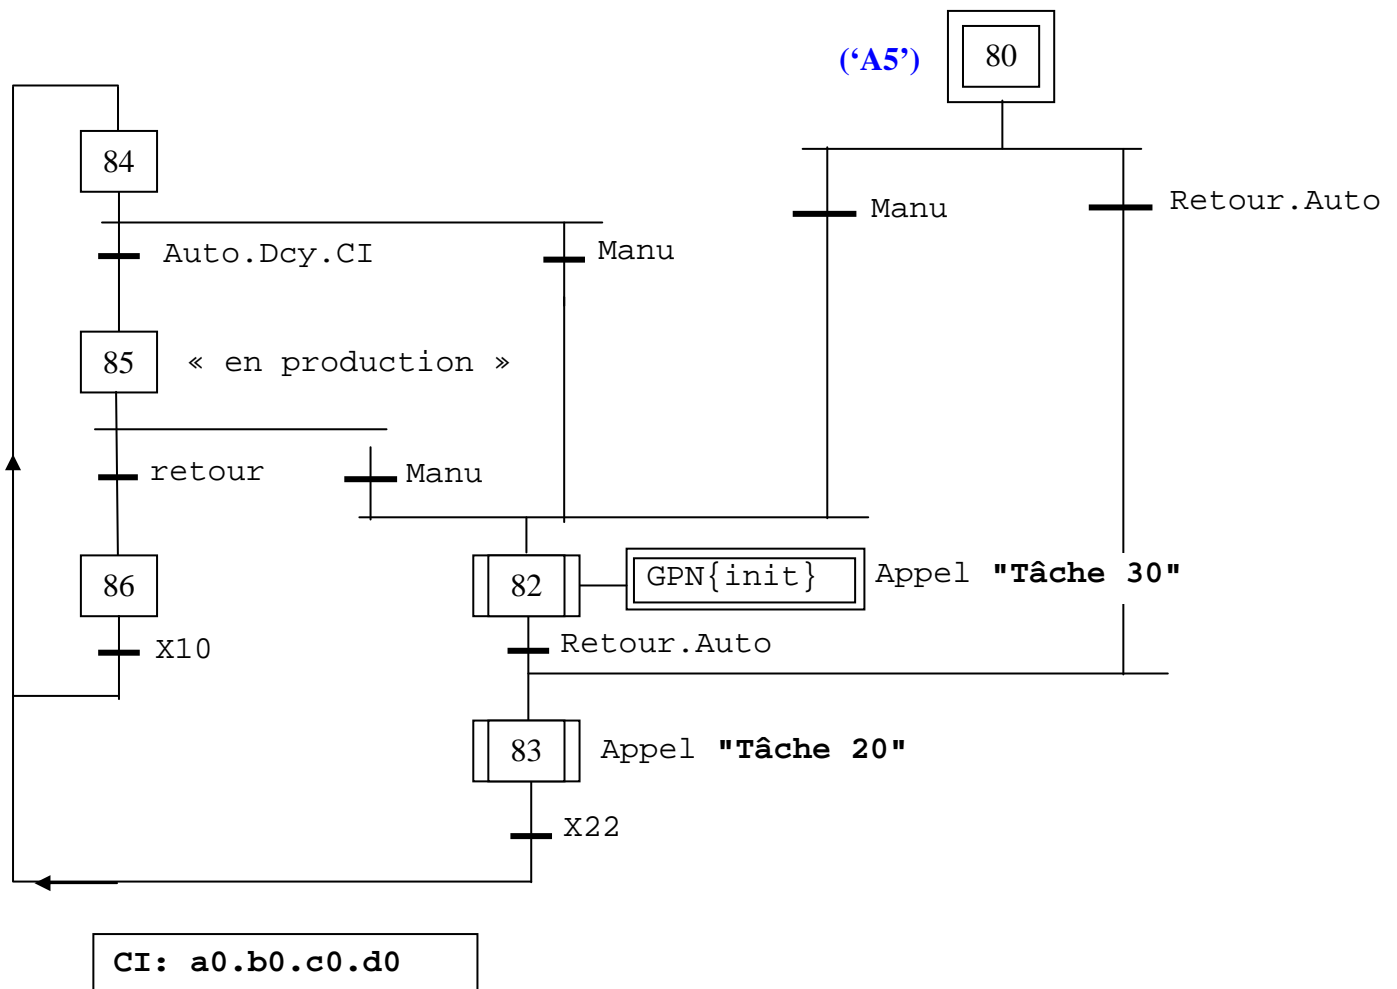 (‘A5’)
80
84
Manu
Retour.Auto
Auto.Dcy.CI
Manu
85
« en production »
retour
Manu
86
82
GPN{init}
Appel "Tâche 30"
X10
Retour.Auto
83
Appel "Tâche 20"
X22
CI: a0.b0.c0.d0